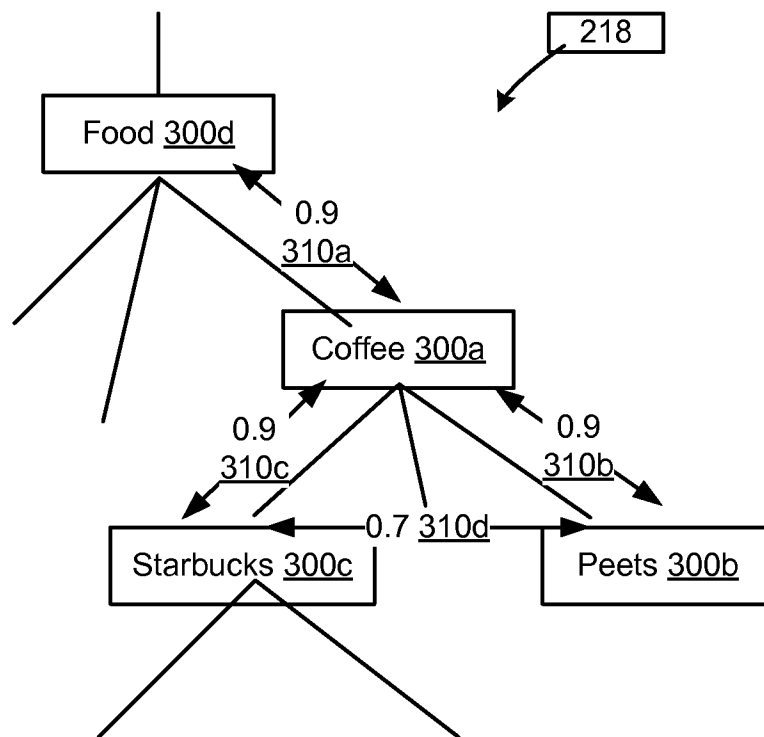 218
Food 300d
0.9
310a
Coffee 300a
0.9
310c
0.9
310b
0.7 310d
Starbucks 300c
Peets 300b